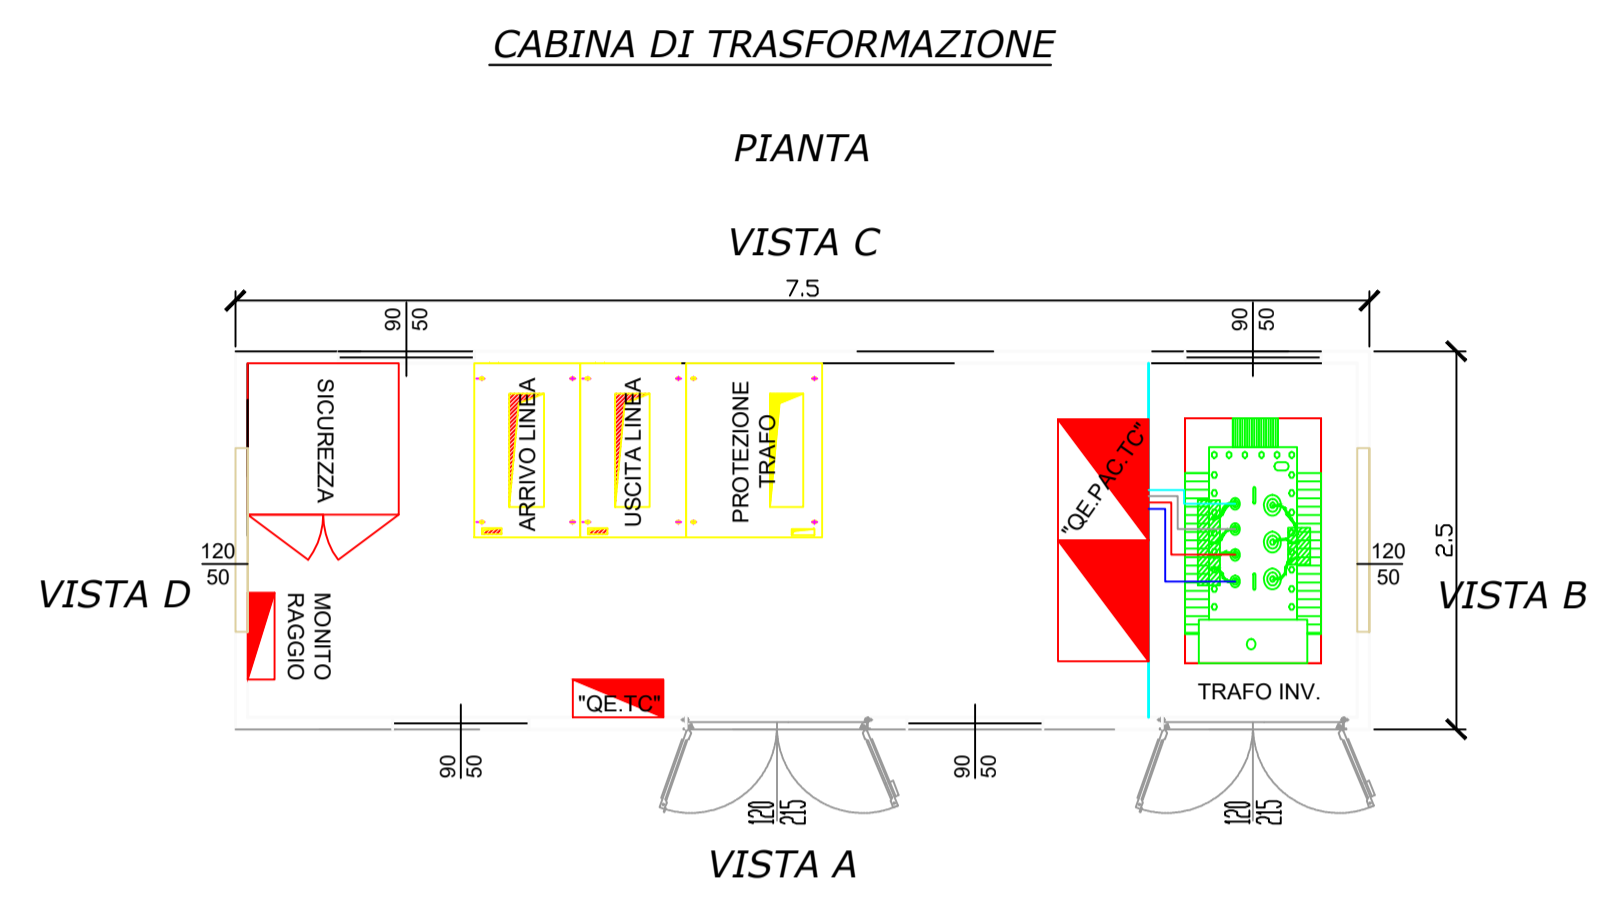 CABINA DI TRASFORMAZIONE
PIANTA
VISTA C
7.5
90
50
90
50
SICUREZZA
ARRIVO LINEA
USCITA LINEA
PROTEZIONE
TRAFO
"QE.PAC.TC"
120
50
VISTA D
120
50
2.5
VISTA B
MONITO
RAGGIO
"QE.TC"
TRAFO INV.
90
50
90
50
120
215
120
215
VISTA A